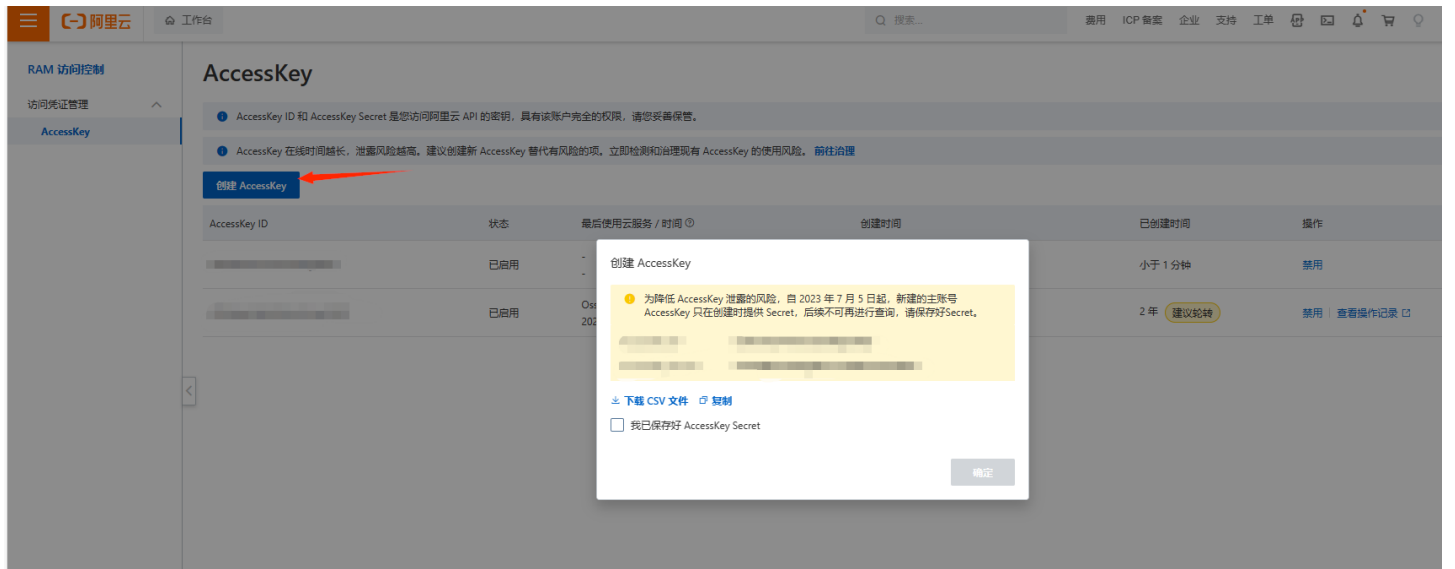 阿里云
工作台
搜索...
费用 ICP 备案 企业 支持 工单
RAM 访问控制
访问凭证管理
AccessKey
AccessKey
AccessKey ID 和 AccessKey Secret 是您访问阿里云 API 的密钥，具有该账户完全的权限，请您妥善保管。
AccessKey 在线时间越长，泄露风险越高。建议创建新 AccessKey 替代有风险的项。立即检测和治理现有 AccessKey 的使用风险。 前往治理
创建 AccessKey
AccessKey ID 状态 最后使用云服务 / 时间 创建时间 已创建时间 操作
已启用 - 小于 1 分钟 禁用
-
已启用 2 年 建议轮转 禁用 查看操作记录
创建 AccessKey
为降低 AccessKey 泄露的风险，自 2023 年 7 月 5 日起，新建的主账号
AccessKey 只在创建时提供 Secret，后续不可再进行查询，请保存好Secret。
下载 CSV 文件 复制
我已保存好 AccessKey Secret
确定